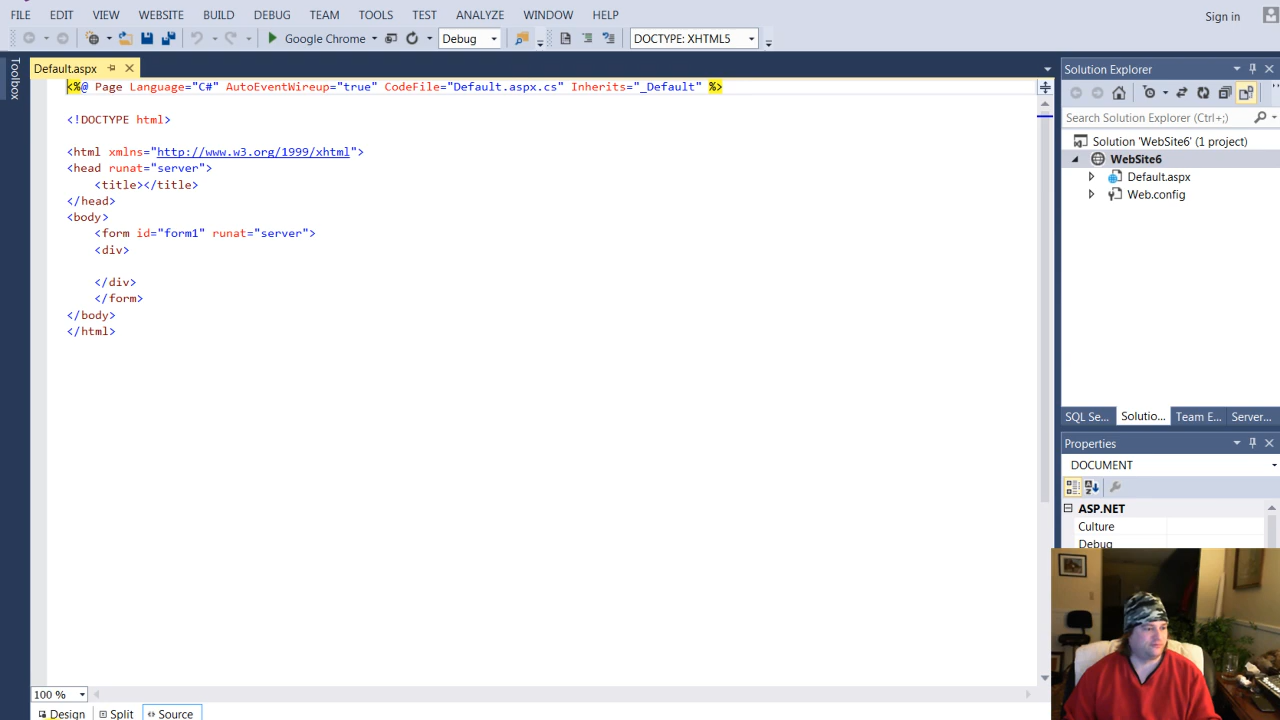 FILE EDIT VIEW WEBSITE BUILD DEBUG TEAM TOOLS TEST ANALYZE WINDOW HELP Sign in
Google Chrome Debug DOCTYPE: XHTML5
Toolbox
Default.aspx
<%@ Page Language="C#" AutoEventWireup="true" CodeFile="Default.aspx.cs" Inherits="_Default" %>
<!DOCTYPE html>
<html xmlns="http://www.w3.org/1999/xhtml">
<head runat="server">
<title></title>
</head>
<body>
<form id="form1" runat="server">
<div>
</div>
</form>
</body>
</html>
100 %
Design Split Source
Solution Explorer
Search Solution Explorer (Ctrl+;)
Solution 'WebSite6' (1 project)
WebSite6
Default.aspx
Web.config
SQL Se... Solutio... Team E... Server...
Properties
DOCUMENT
ASP.NET
Culture
Debug